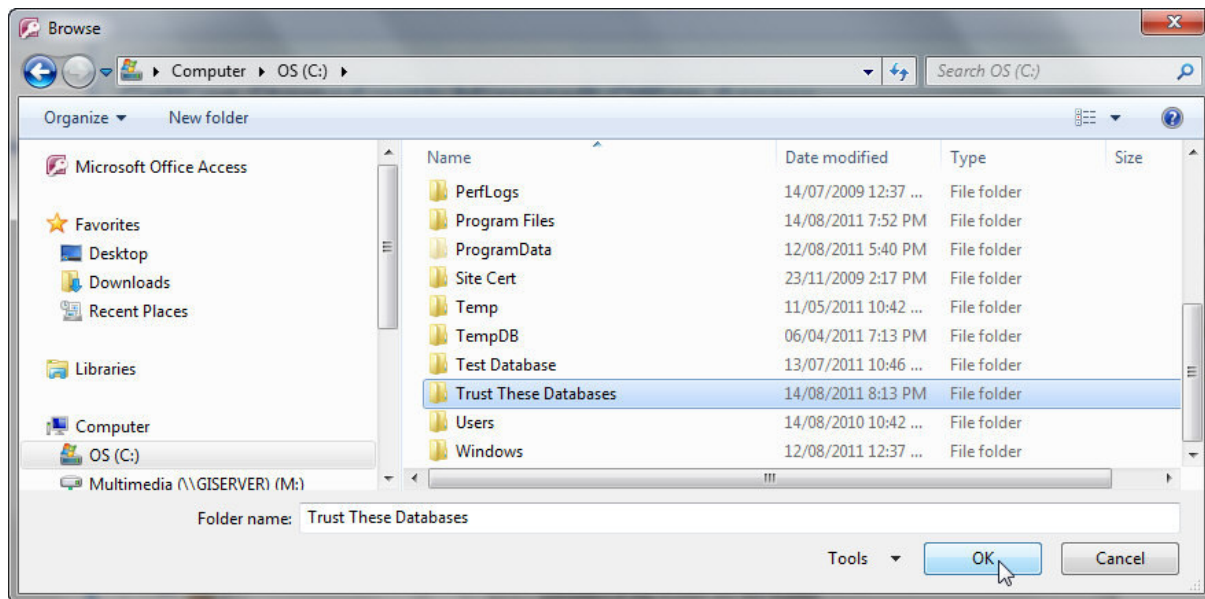 Browse
Computer OS (C:) Search OS (C:)
Organize New folder
Microsoft Office Access
Favorites
Desktop
Downloads
Recent Places
Libraries
Computer
OS (C:)
Multimedia (\\GISERVER) (M:)
Name Date modified Type Size
PerfLogs 14/07/2009 12:37 ... File folder
Program Files 14/08/2011 7:52 PM File folder
ProgramData 12/08/2011 5:40 PM File folder
Site Cert 23/11/2009 2:17 PM File folder
Temp 11/05/2011 10:42 ... File folder
TempDB 06/04/2011 7:13 PM File folder
Test Database 13/07/2011 10:46 ... File folder
Trust These Databases 14/08/2011 8:13 PM File folder
Users 14/08/2010 10:42 ... File folder
Windows 12/08/2011 12:37 ... File folder
Folder name: Trust These Databases
Tools OK Cancel